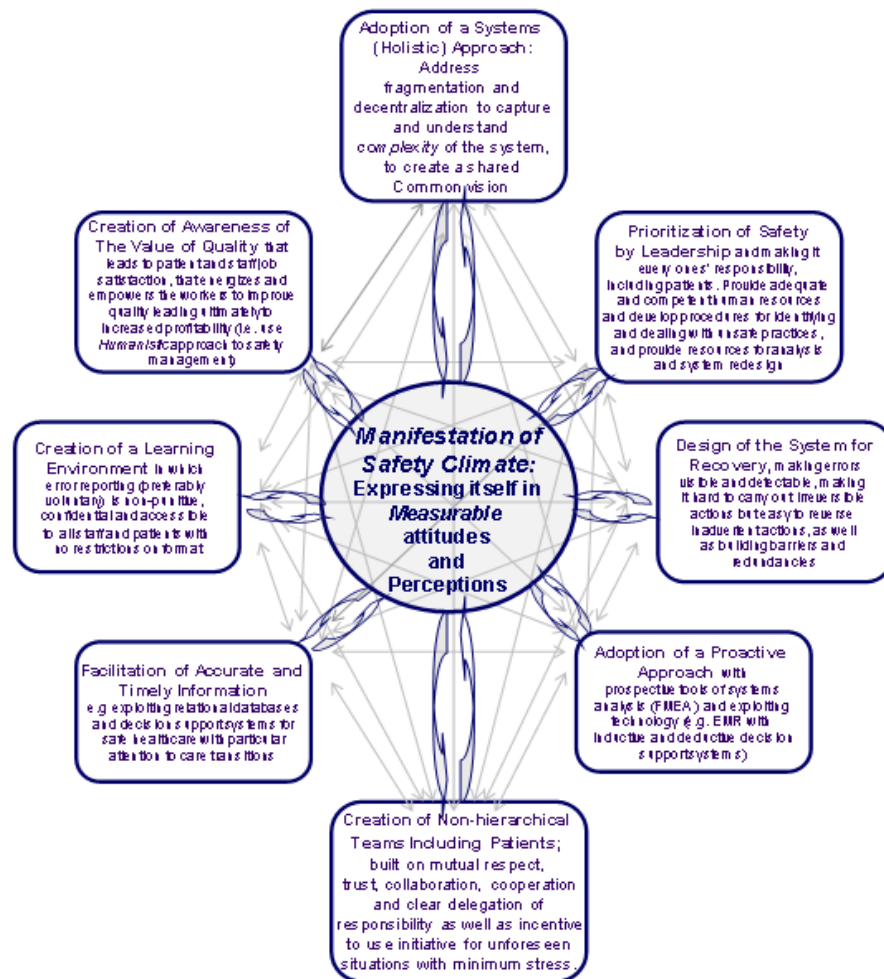 Adoption of a Systems
(Holistic) Approach:
Address
fragmentation and
decentralization to capture
and understand
complexity of the system,
to create a shared
Common vision
Creation of Awareness of
The Value of Quality that
leads to patient and staff job
satisfaction, that energizes and
empowers the workers to improve
quality leading ultimately to
increased profitability (i.e. use
Humanistic approach to safety
management)
Prioritization of Safety
by Leadership and making it
every ones' responsibility,
including patients. Provide adequate
and competent human resources
and develop procedures for identifying
and dealing with unsafe practices,
and provide resources for analysis
and system redesign
Manifestation of
Safety Climate:
Expressing itself in
Measurable
attitudes
and
Perceptions
Creation of a Learning
Environment in which
error reporting (preferably
voluntary) is non-punitive,
confidential and accessible
to all staff and patients with
no restrictions on format
Design of the System for
Recovery, making errors
visible and detectable, making
it hard to carry out irreversible
actions but easy to reverse
inadvertent actions, as well
as building barriers and
redundancies
Facilitation of Accurate and
Timely Information
e.g exploiting relational databases
and decision support systems for
safe healthcare with particular
attention to care transitions
Adoption of a Proactive
Approach with
prospective tools of systems
analysis (FMEA) and exploiting
technology (e.g. EMR with
inductive and deductive decision
support systems)
Creation of Non-hierarchical
Teams Including Patients;
built on mutual respect,
trust, collaboration, cooperation
and clear delegation of
responsibility as well as incentive
to use initiative for unforeseen
situations with minimum stress.